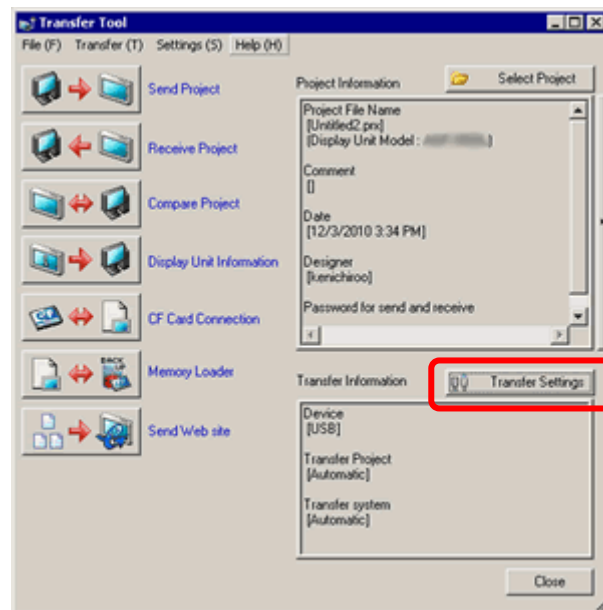 Transfer Tool
File (F) Transfer (T) Settings (S) Help (H)
Send Project
Receive Project
Compare Project
Display Unit Information
CF Card Connection
Memory Loader
Send Web site
Project Information
Select Project
Project File Name
[Untitled2.prx]
(Display Unit Model : )
Comment
[]
Date
[12/3/2010 3:34 PM]
Designer
[kenichiroo]
Password for send and receive
Transfer Information
Transfer Settings
Device
[USB]
Transfer Project
[Automatic]
Transfer system
[Automatic]
Close